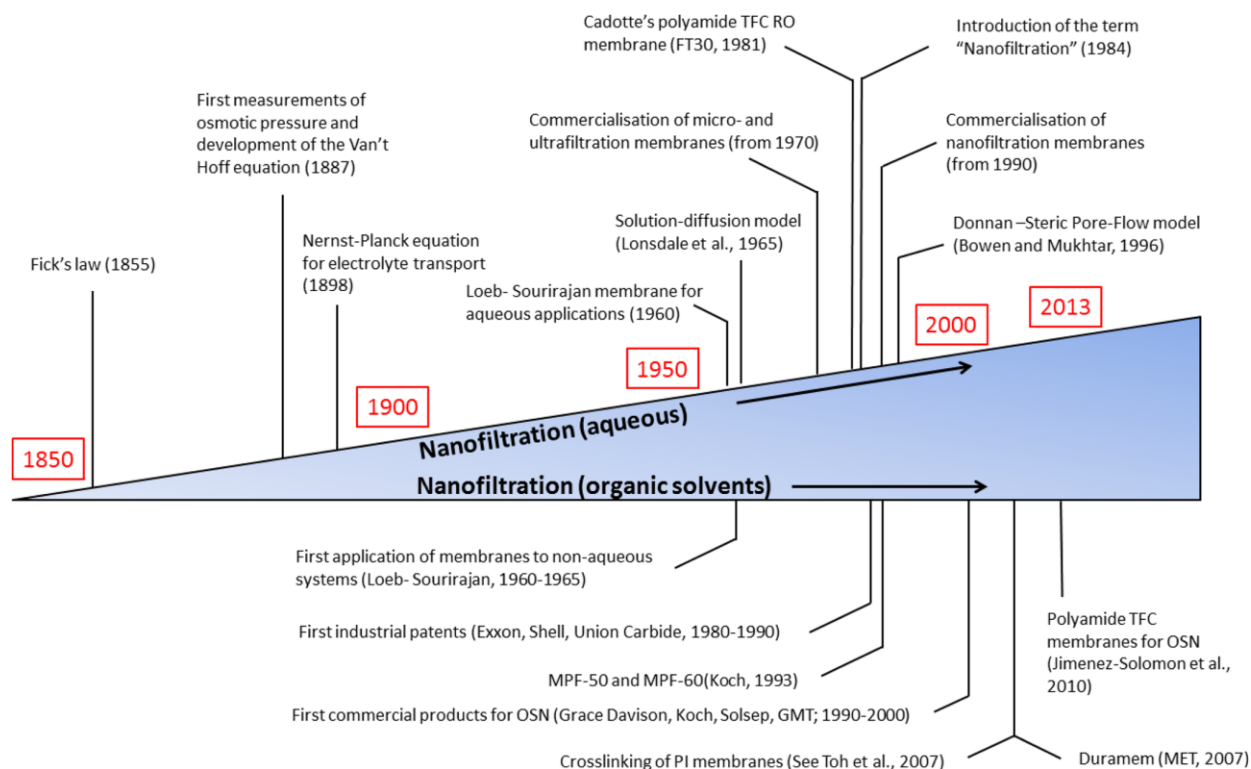 Cadotte's polyamide TFC RO
membrane (FT30, 1981)
Introduction of the term
“Nanofiltration” (1984)
First measurements of
osmotic pressure and
development of the Van't
Hoff equation (1887)
Commercialisation of micro- and
ultrafiltration membranes (from 1970)
Commercialisation of
nanofiltration membranes
(from 1990)
Solution-diffusion model
(Lonsdale et al., 1965)
Donnan –Steric Pore-Flow model
(Bowen and Mukhtar, 1996)
Fick's law (1855)
Nernst-Planck equation
for electrolyte transport
(1898)
Loeb- Sourirajan membrane for
aqueous applications (1960)
1850
1900
1950
2000
2013
Nanofiltration (aqueous)
Nanofiltration (organic solvents)
First application of membranes to non-aqueous
systems (Loeb- Sourirajan, 1960-1965)
First industrial patents (Exxon, Shell, Union Carbide, 1980-1990)
MPF-50 and MPF-60(Koch, 1993)
First commercial products for OSN (Grace Davison, Koch, Solsep, GMT; 1990-2000)
Polyamide TFC
membranes for OSN
(Jimenez-Solomon et al.,
2010)
Crosslinking of PI membranes (See Toh et al., 2007)
Duramem (MET, 2007)